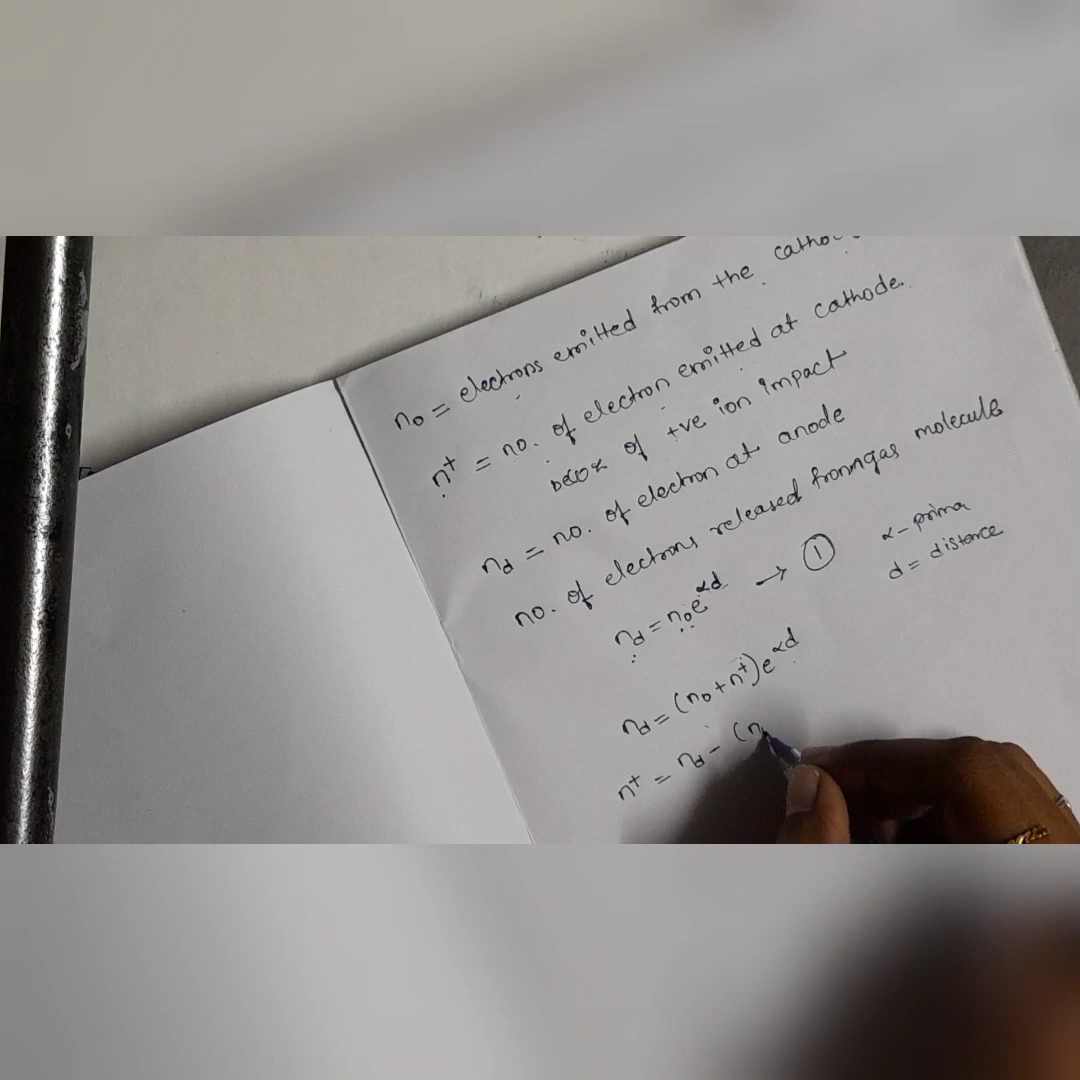 n₀ = electrons emitted from the
n⁺ = no. of electron emitted at cathode.
of +ve ion impact
n_d = no. of electron at anode
no. of electrons released from gas molecule
n_d = n₀e^αd → ①
α - prima
d = distance
n_d = (n₀ + n⁺)e^αd
n⁺ = n_d - (n